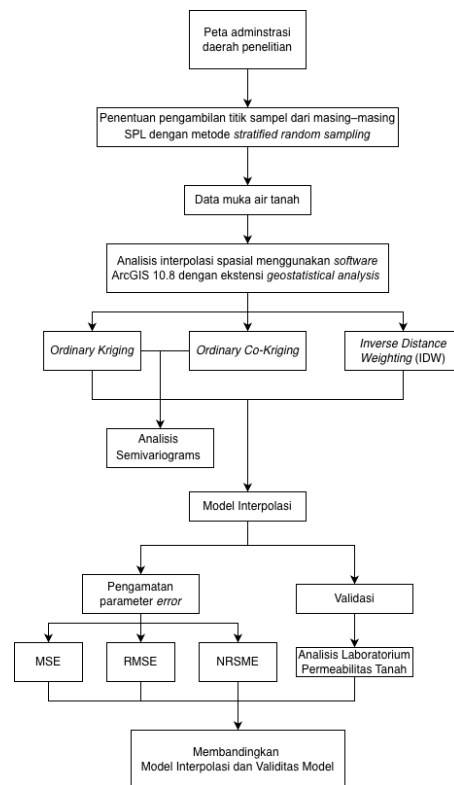 Peta adminstrasi
daerah penelitian
Penentuan pengambilan titik sampel dari masing–masing
SPL dengan metode stratified random sampling
Data muka air tanah
Analisis interpolasi spasial menggunakan software
ArcGIS 10.8 dengan ekstensi geostatistical analysis
Ordinary Kriging
Ordinary Co-Kriging
Inverse Distance
Weighting (IDW)
Analisis
Semivariograms
Model Interpolasi
Pengamatan
parameter error
Validasi
MSE
RMSE
NRSME
Analisis Laboratorium
Permeabilitas Tanah
Membandingkan
Model Interpolasi dan Validitas Model